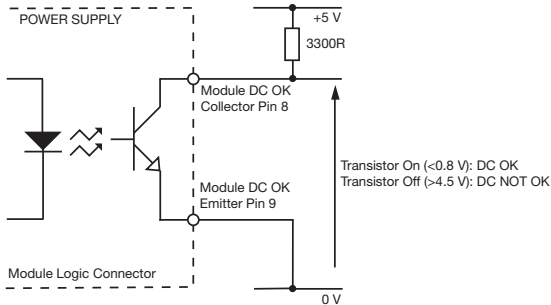 POWER SUPPLY
+5 V
3300R
Module DC OK
Collector Pin 8
Transistor On (<0.8 V): DC OK
Transistor Off (>4.5 V): DC NOT OK
Module DC OK
Emitter Pin 9
Module Logic Connector
0 V